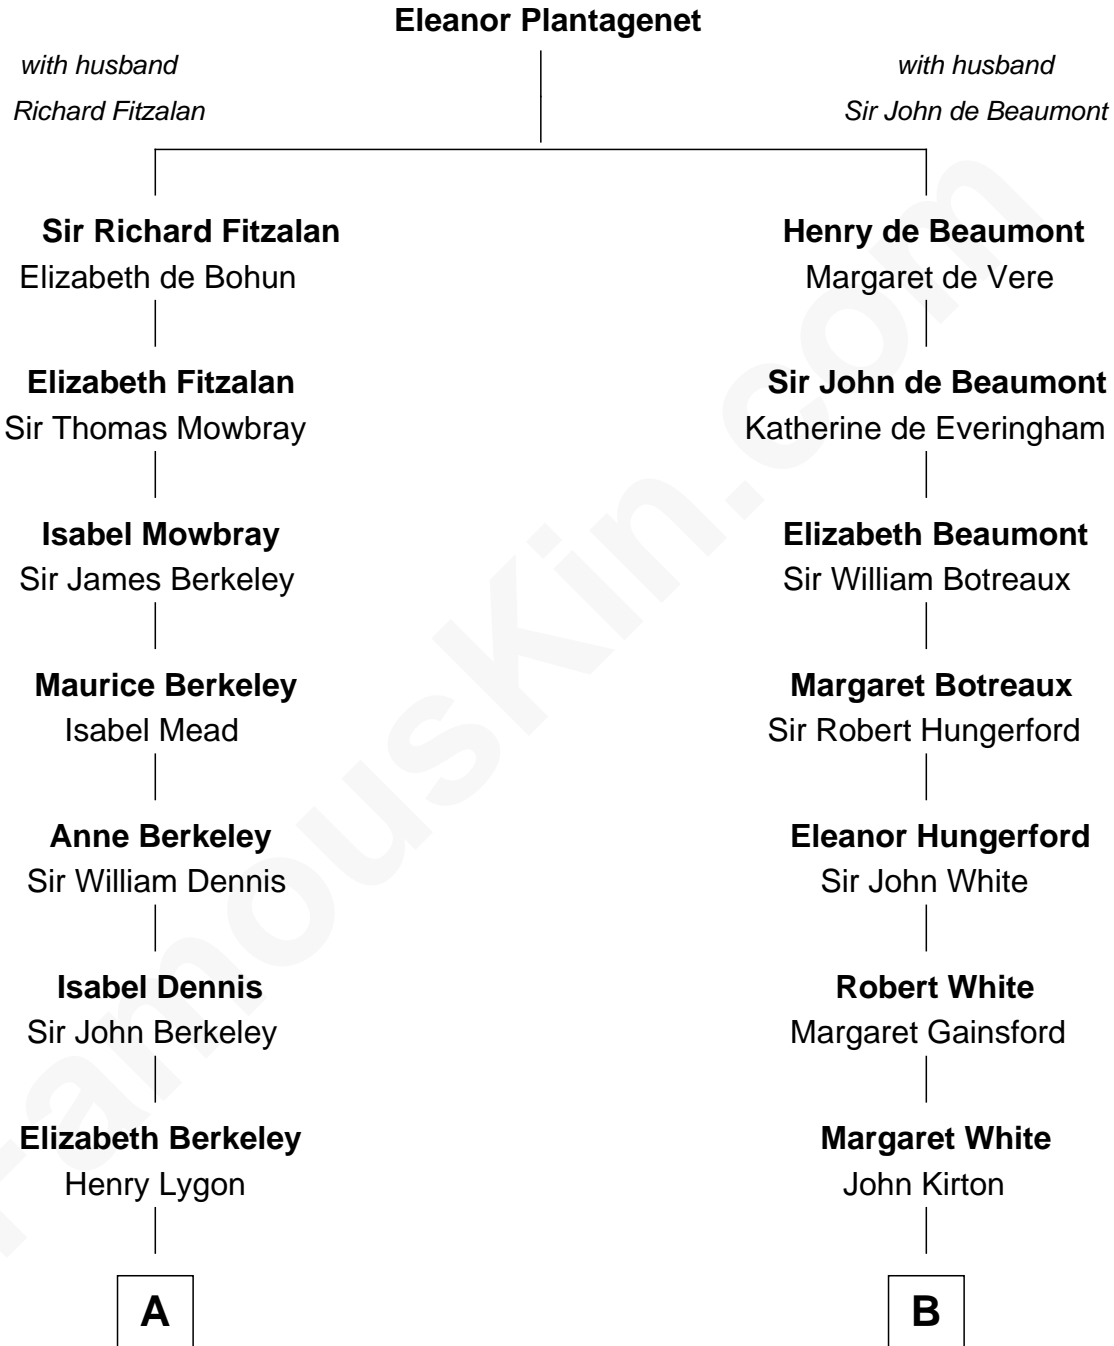 Eleanor Plantagenet
with husband
Richard Fitzalan
with husband
Sir John de Beaumont
Sir Richard Fitzalan
Elizabeth de Bohun
Henry de Beaumont
Margaret de Vere
Elizabeth Fitzalan
Sir Thomas Mowbray
Sir John de Beaumont
Katherine de Everingham
Isabel Mowbray
Sir James Berkeley
Elizabeth Beaumont
Sir William Botreaux
Maurice Berkeley
Isabel Mead
Margaret Botreaux
Sir Robert Hungerford
Anne Berkeley
Sir William Dennis
Eleanor Hungerford
Sir John White
Isabel Dennis
Sir John Berkeley
Robert White
Margaret Gainsford
Elizabeth Berkeley
Henry Lygon
Margaret White
John Kirton
A
B
FamousKin.com